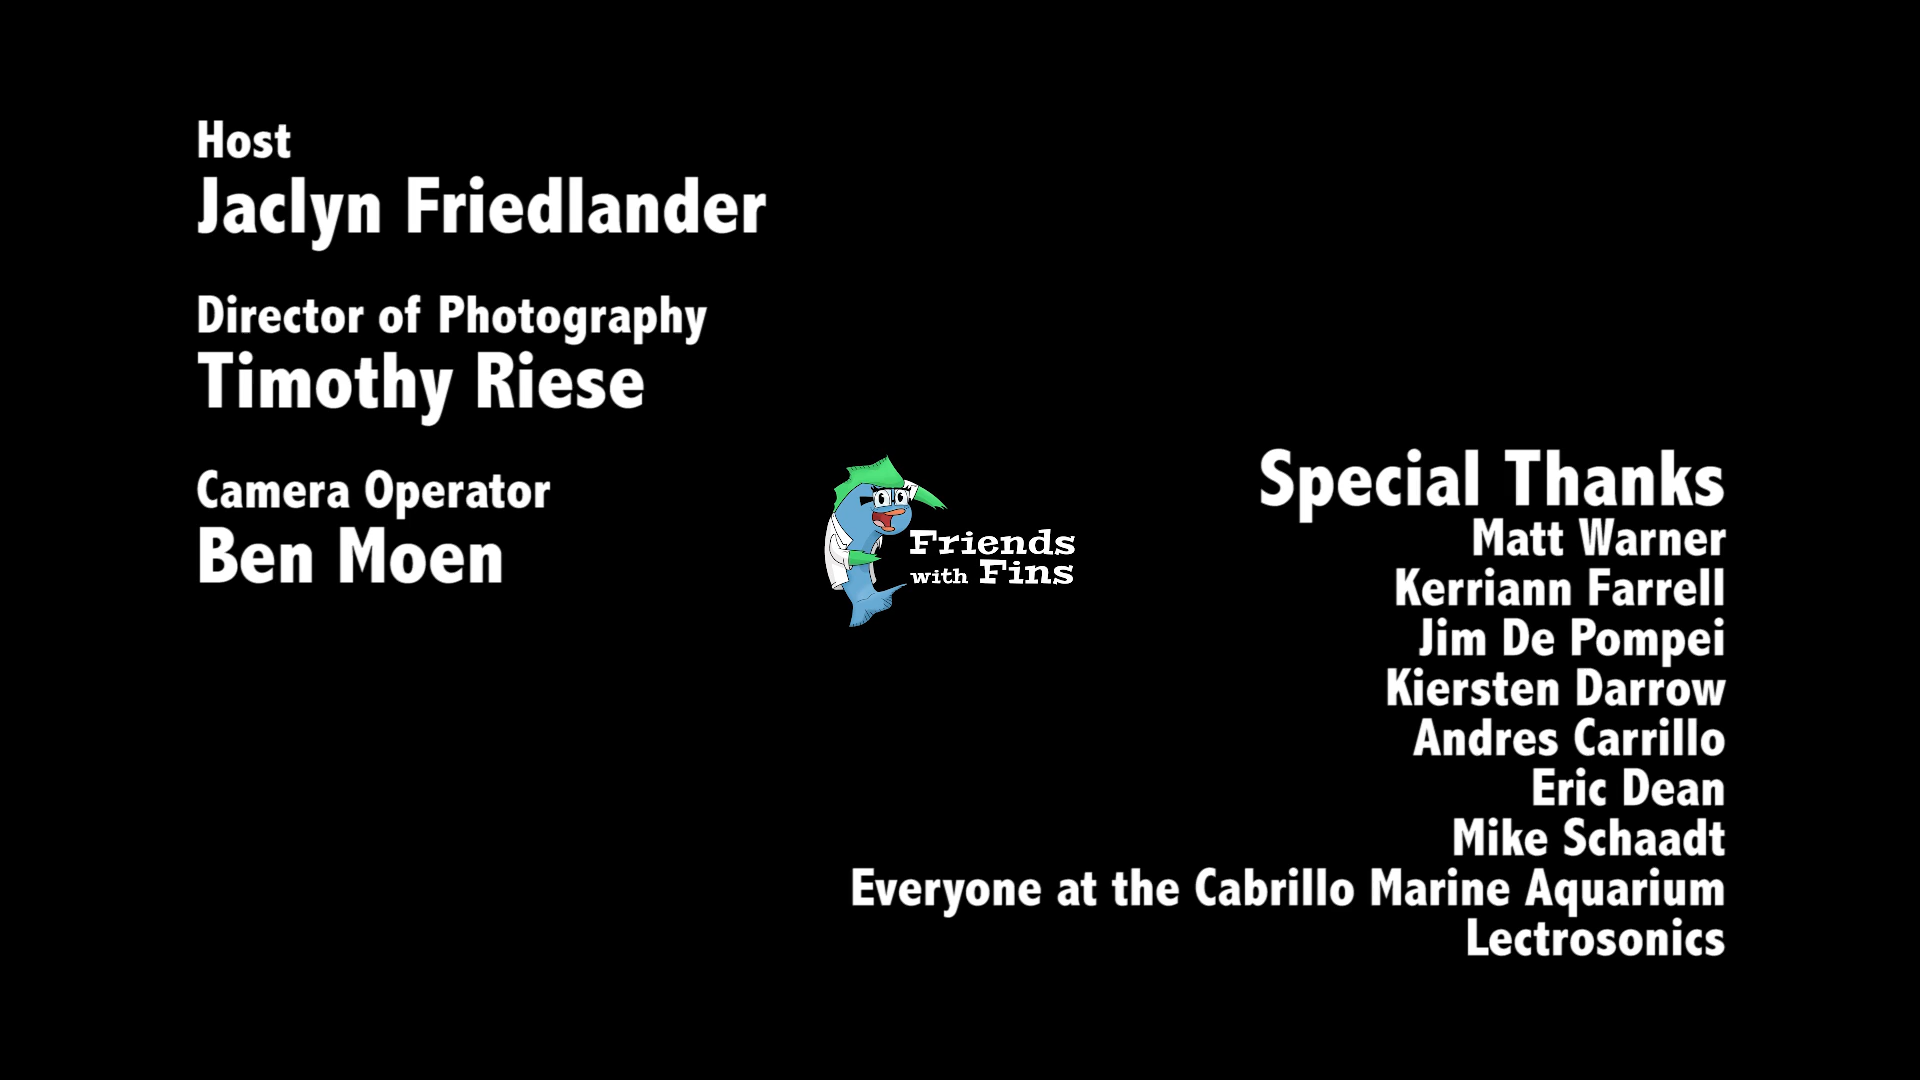 Host
Jaclyn Friedlander
Director of Photography
Timothy Riese
Camera Operator
Ben Moen
Friends
with Fins
Special Thanks
Matt Warner
Kerriann Farrell
Jim De Pompei
Kiersten Darrow
Andres Carrillo
Eric Dean
Mike Schaadt
Everyone at the Cabrillo Marine Aquarium
Lectrosonics